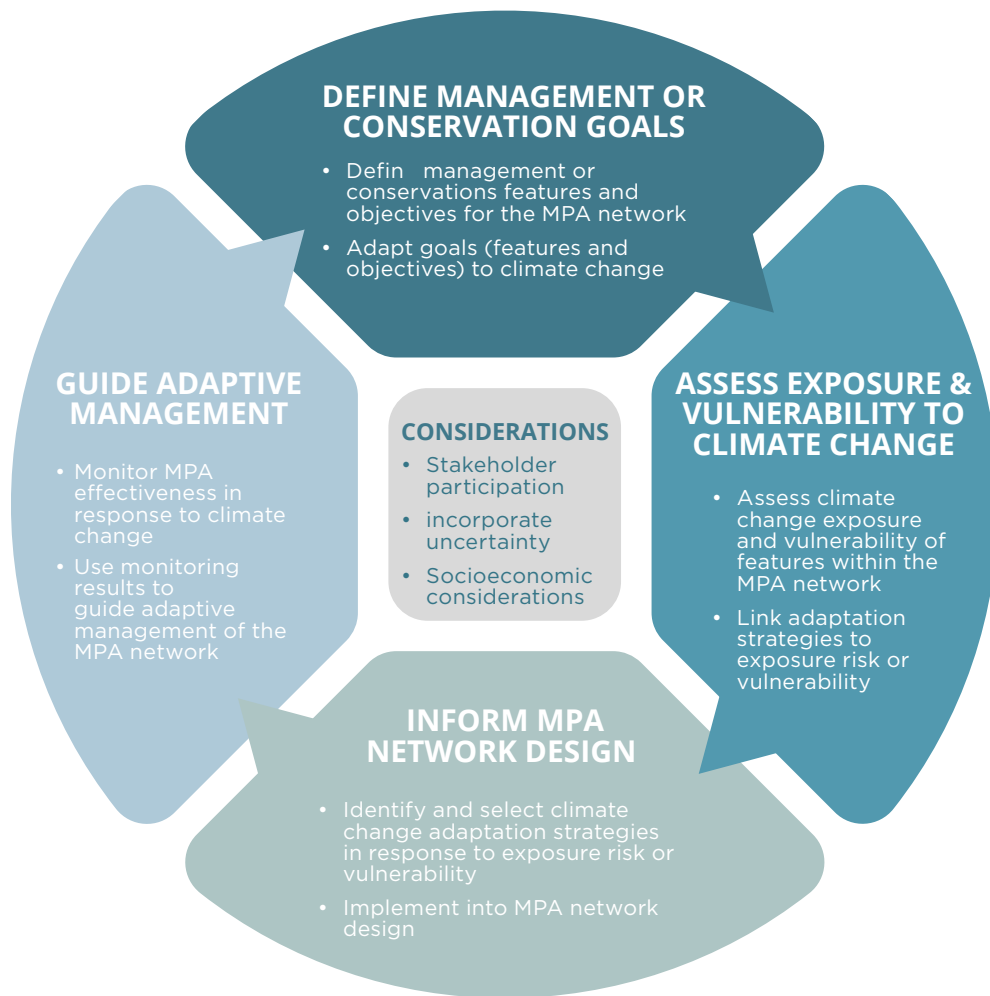 DEFINE MANAGEMENT OR
CONSERVATION GOALS
• Defin   management or
conservations features and
objectives for the MPA network
• Adapt goals (features and
objectives) to climate change
ASSESS EXPOSURE &
VULNERABILITY TO
CLIMATE CHANGE
• Assess climate
change exposure
and vulnerability of
features within the
MPA network
• Link adaptation
strategies to
exposure risk or
vulnerability
INFORM MPA
NETWORK DESIGN
• Identify and select climate
change adaptation strategies
in response to exposure risk or
vulnerability
• Implement into MPA network
design
GUIDE ADAPTIVE
MANAGEMENT
• Monitor MPA
effectiveness in
response to climate
change
• Use monitoring
results to
guide adaptive
management of the
MPA network
CONSIDERATIONS
• Stakeholder
participation
• incorporate
uncertainty
• Socioeconomic
considerations